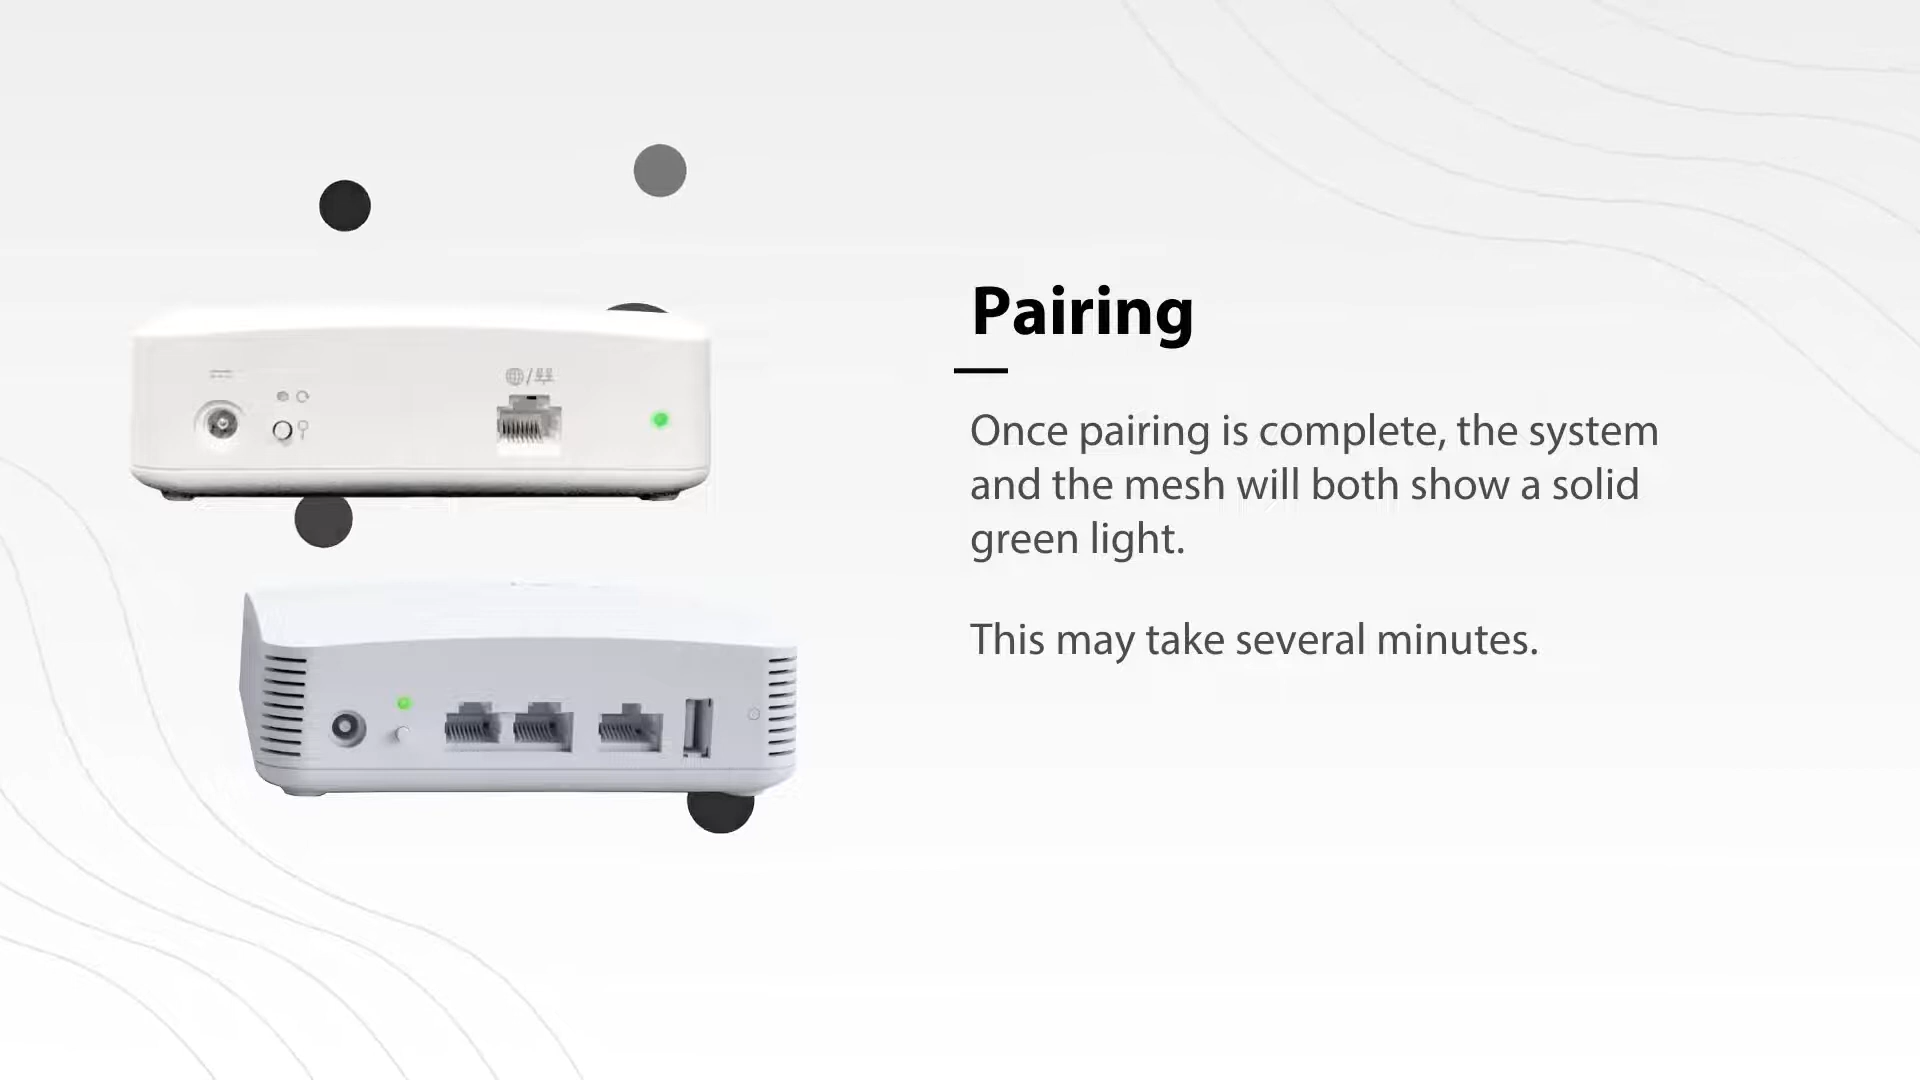 Pairing
Once pairing is complete, the system
and the mesh will both show a solid
green light.
This may take several minutes.